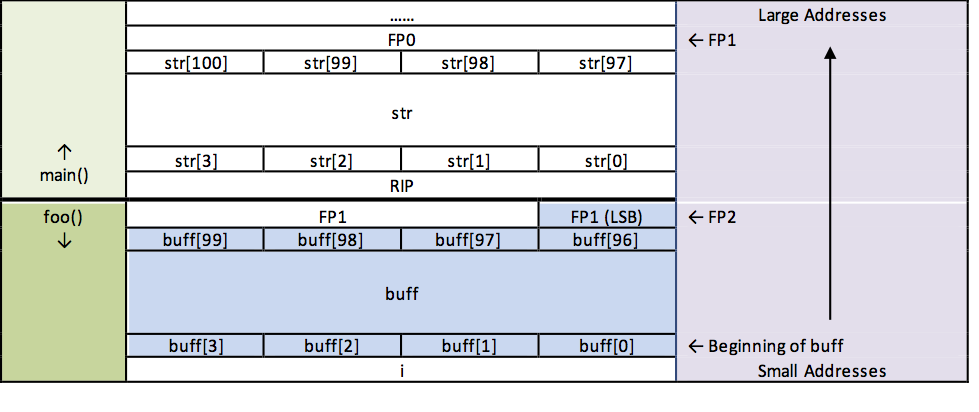 ...... Large Addresses
FP0 ← FP1
str[100] str[99] str[98] str[97]
str
↑ str[3] str[2] str[1] str[0]
main() RIP
foo() FP1 FP1 (LSB) ← FP2
↓ buff[99] buff[98] buff[97] buff[96]
buff
buff[3] buff[2] buff[1] buff[0] ← Beginning of buff
i Small Addresses